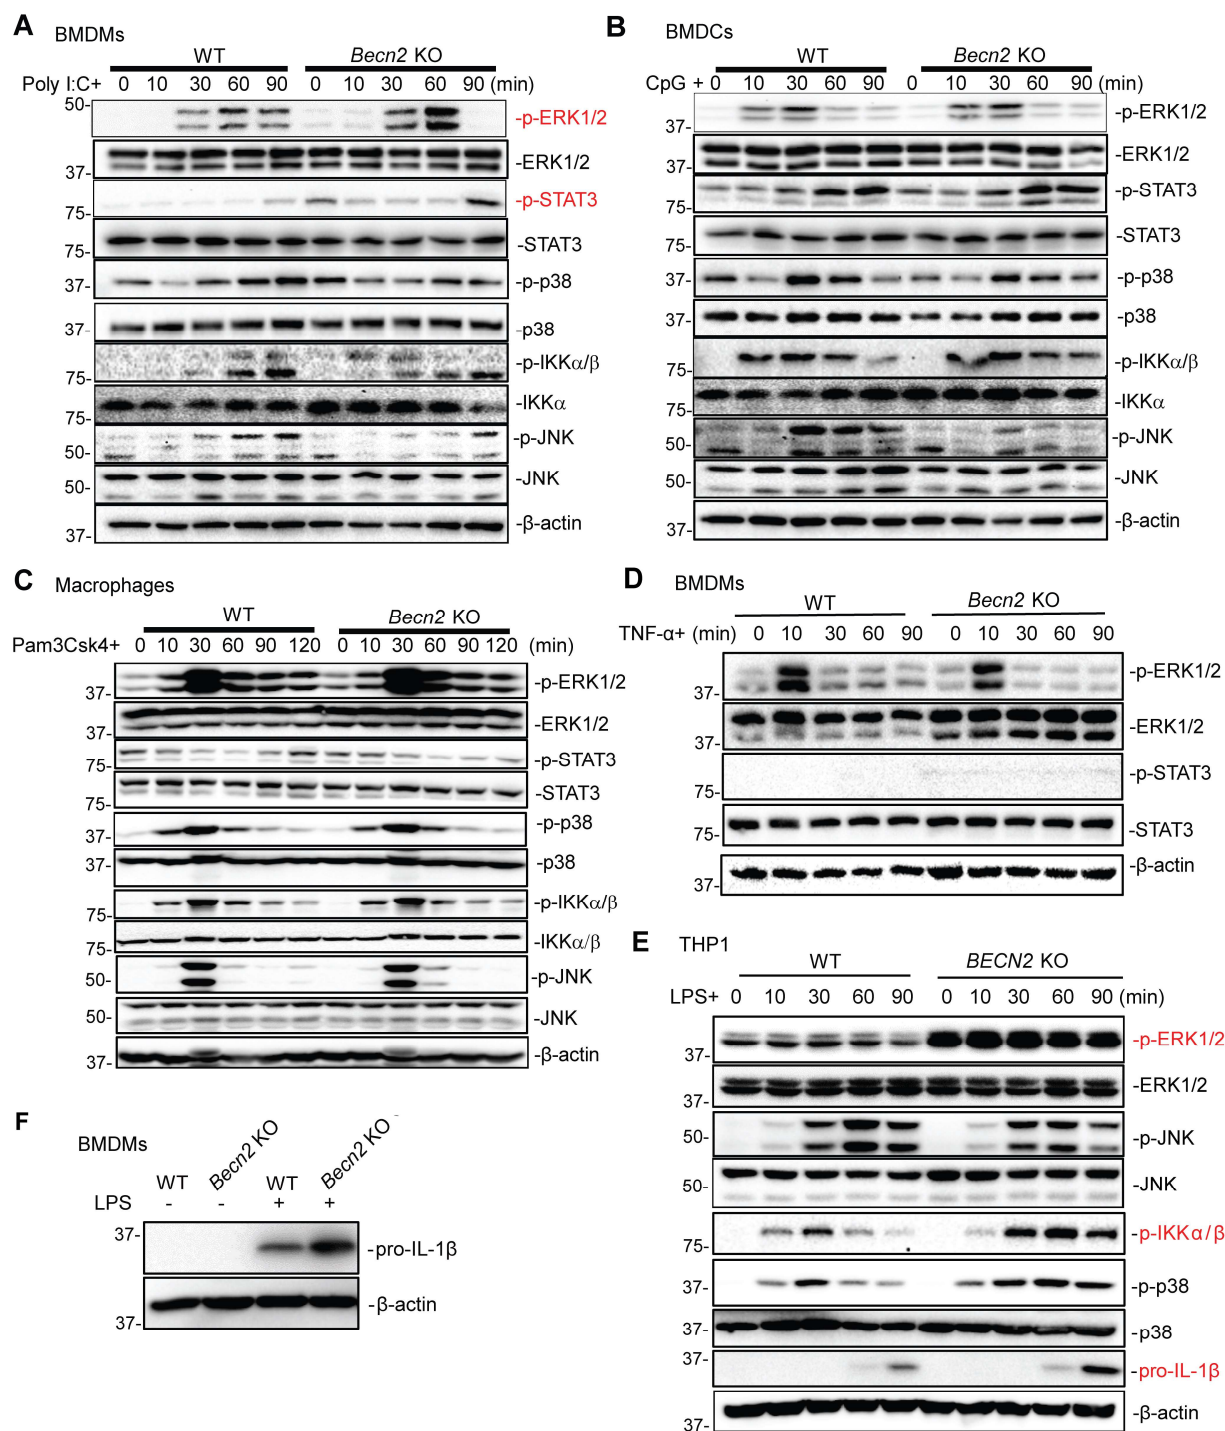 A BMDMs
WT Becn2 KO
Poly I:C+ 0 10 30 60 90 0 10 30 60 90 (min)
50- -p-ERK1/2
37- -ERK1/2
75- -p-STAT3
75- -STAT3
37- -p-p38
37- -p38
75- -p-IKKα/β
75- -IKKα
50- -p-JNK
50- -JNK
37- -β-actin
B BMDCs
WT Becn2 KO
CpG + 0 10 30 60 90 0 10 30 60 90 (min)
37- -p-ERK1/2
37- -ERK1/2
75- -p-STAT3
75- -STAT3
37- -p-p38
37- -p38
75- -p-IKKα/β
75- -IKKα
50- -p-JNK
50- -JNK
37- -β-actin
C Macrophages
WT Becn2 KO
Pam3Csk4+ 0 10 30 60 90 120 0 10 30 60 90 120 (min)
37- -p-ERK1/2
37- -ERK1/2
75- -p-STAT3
75- -STAT3
37- -p-p38
37- -p38
75- -p-IKKα/β
75- -IKKα/β
50- -p-JNK
50- -JNK
37- -β-actin
D BMDMs
WT Becn2 KO
TNF-α+ (min) 0 10 30 60 90 0 10 30 60 90
37- -p-ERK1/2
37- -ERK1/2
75- -p-STAT3
75- -STAT3
37- -β-actin
E THP1
WT BECN2 KO
LPS+ 0 10 30 60 90 0 10 30 60 90 (min)
37- -p-ERK1/2
37- -ERK1/2
50- -p-JNK
50- -JNK
75- -p-IKKα/β
37- -p-p38
37- -p38
37- -pro-IL-1β
37- -β-actin
F
BMDMs
WT Becn2 KO WT Becn2 KO
LPS - - + +
37- -pro-IL-1β
37- -β-actin